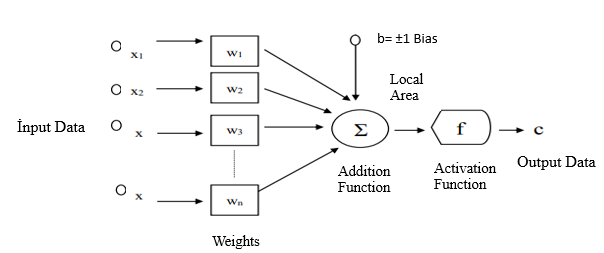 b= ±1 Bias
x1
w1
Local
Area
x2
w2
İnput Data
x
w3
Σ
f
c
Output Data
Addition
Function
Activation
Function
x
wn
Weights